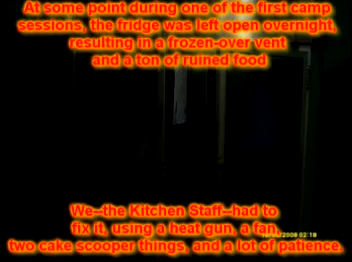 At some point during one of the first camp
sessions, the fridge was left open overnight,
resulting in a frozen-over vent
and a ton of ruined food
We--the Kitchen Staff--had to
fix it, using a heat gun, a fan,
two cake scooper things, and a lot of patience.
2008 02:18